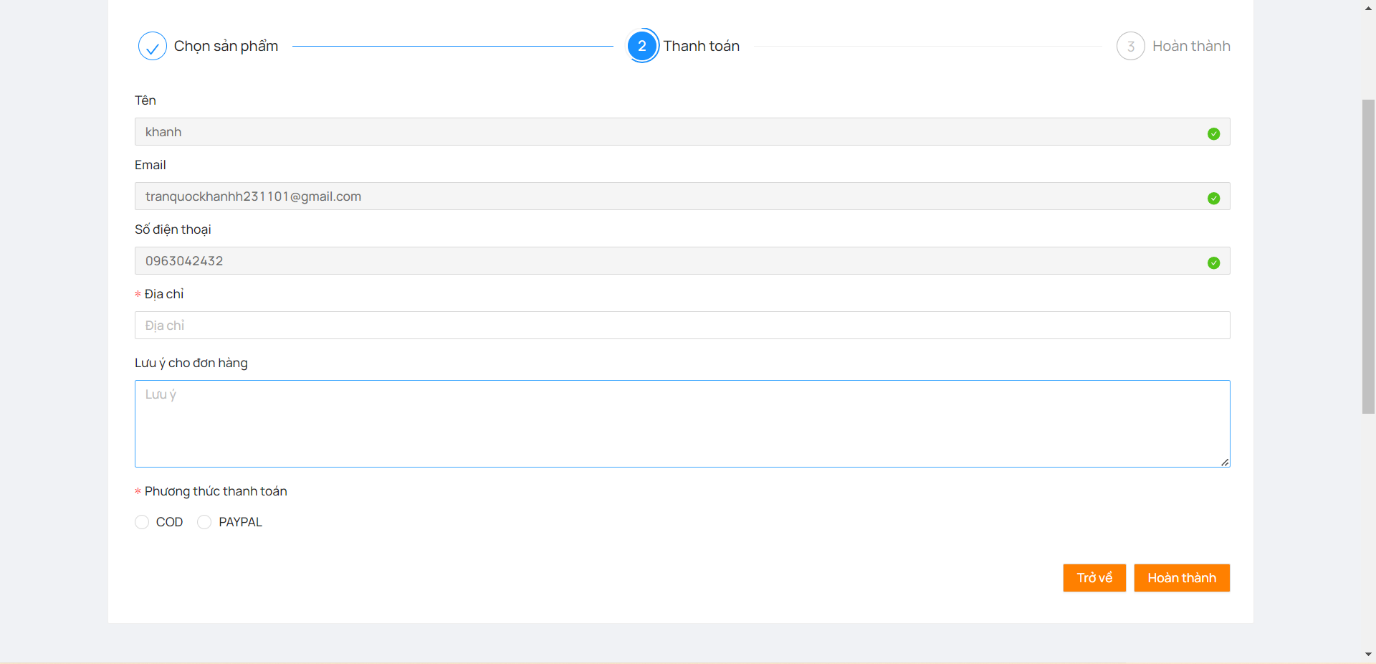 Chọn sản phẩm
2 Thanh toán
3 Hoàn thành
Tên
khanh
Email
tranquockhanhh231101@gmail.com
Số điện thoại
0963042432
* Địa chỉ
Địa chỉ
Lưu ý cho đơn hàng
Lưu ý
* Phương thức thanh toán
COD PAYPAL
Trở về Hoàn thành